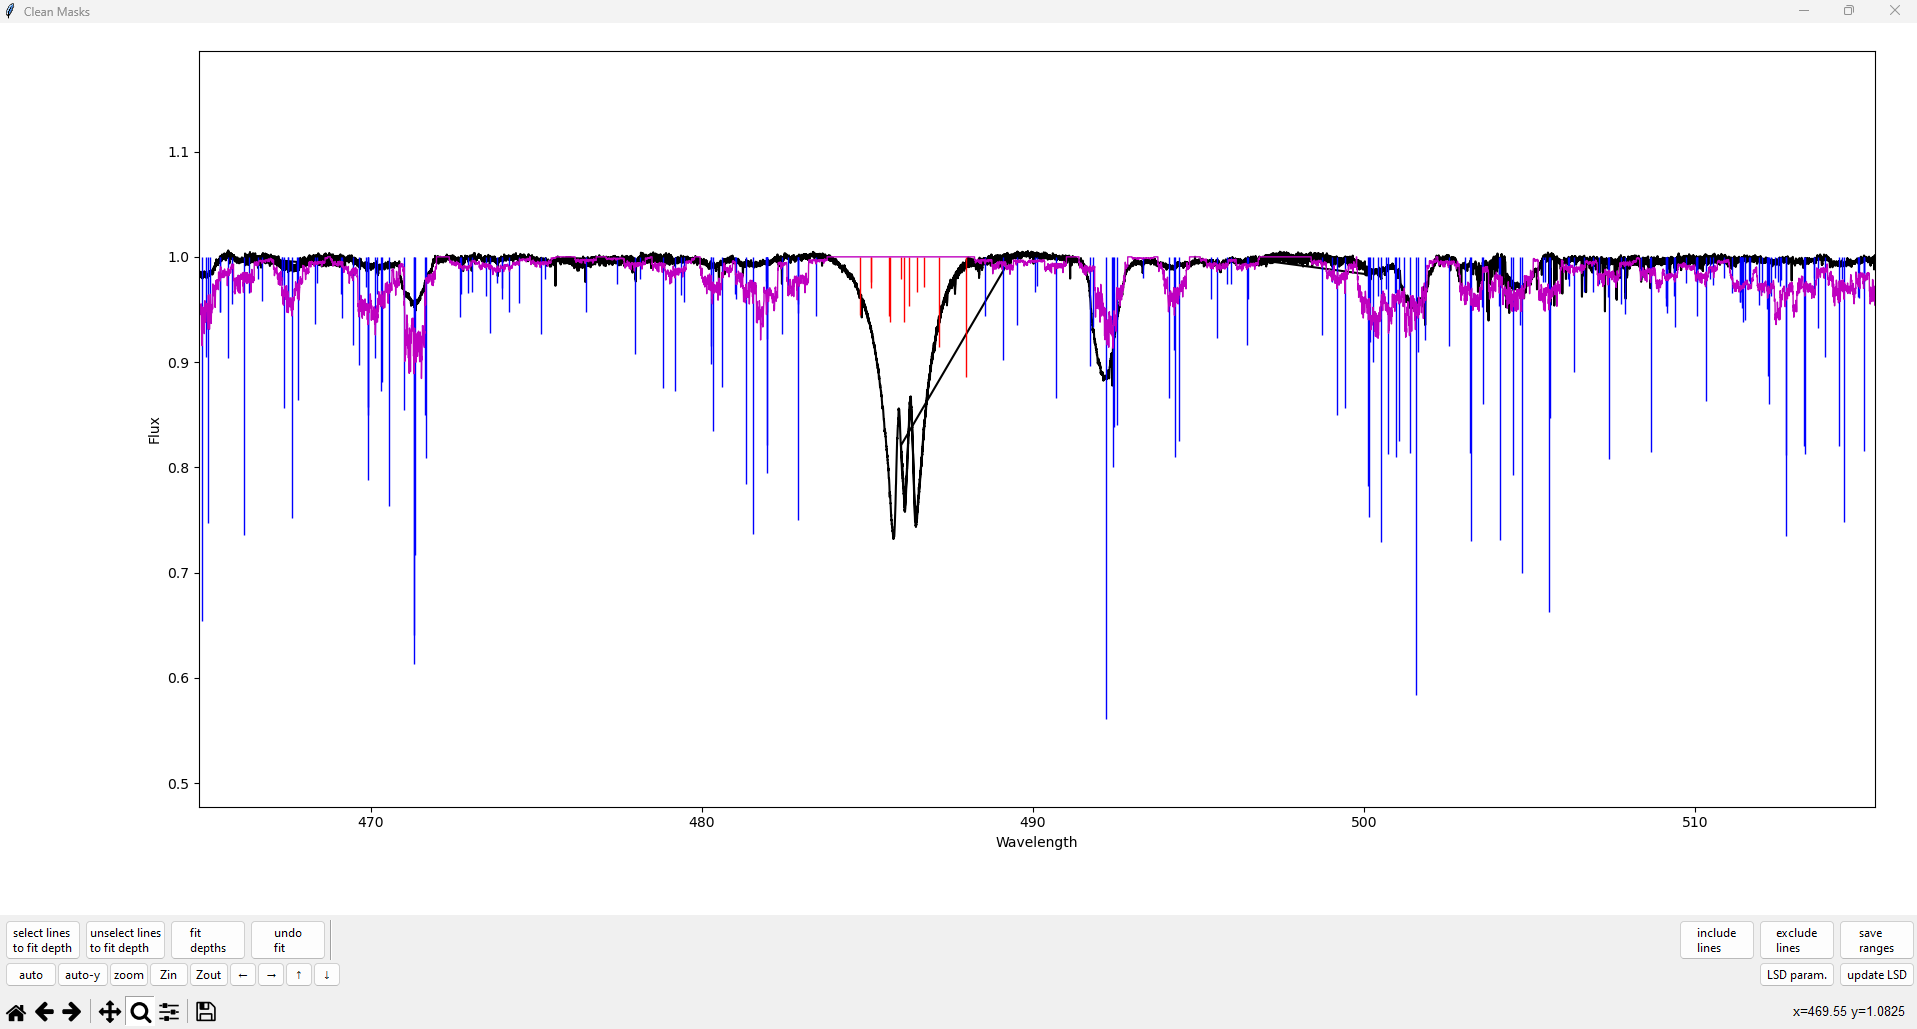 Clean Masks
1.1
1.0
0.9
0.8
0.7
0.6
0.5
Flux
470
480
490
500
510
Wavelength
select lines
to fit depth
unselect lines
to fit depth
fit
depths
undo
fit
include
lines
exclude
lines
save
ranges
auto
auto-y
zoom
Zin
Zout
←
→
↑
↓
LSD param.
update LSD
x=469.55 y=1.0825